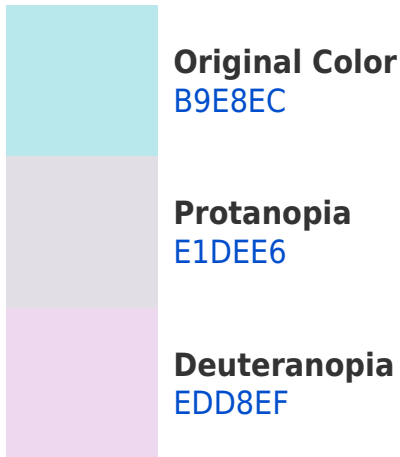 Original Color
B9E8EC
Protanopia
E1DEE6
Deuteranopia
EDD8EF